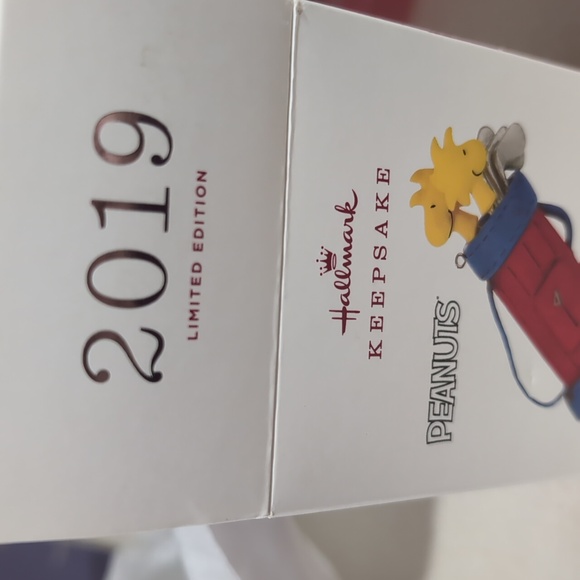 2019
LIMITED EDITION
Hallmark
KEEPSAKE
PEANUTS